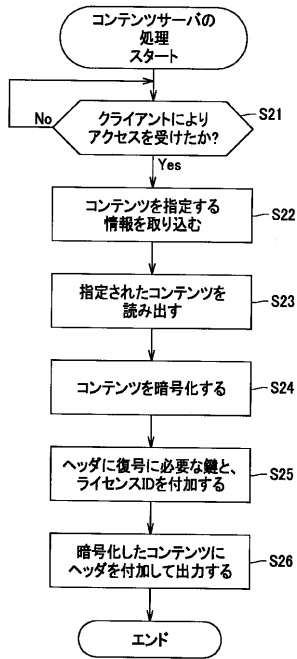 コンテンツサーバの
処理
スタート
No
クライアントにより
アクセスを受けたか?
S21
Yes
コンテンツを指定する
情報を取り込む
S22
指定されたコンテンツを
読み出す
S23
コンテンツを暗号化する
S24
ヘッダに復号に必要な鍵と、
ライセンスIDを付加する
S25
暗号化したコンテンツに
ヘッダを付加して出力する
S26
エンド